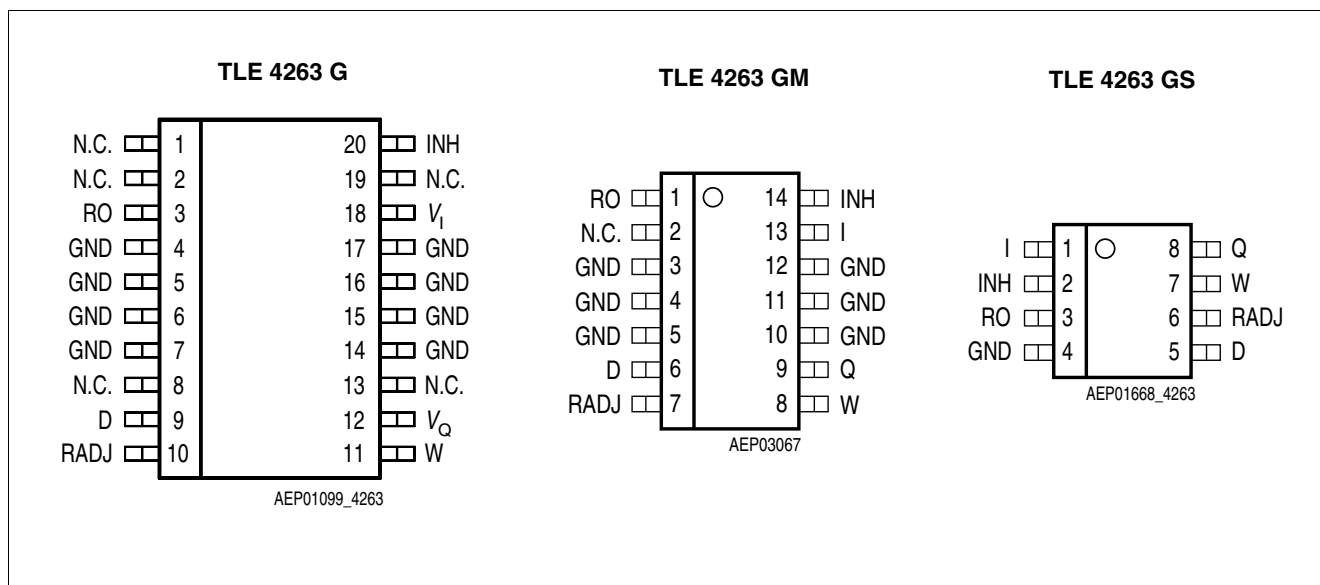 TLE 4263 G
N.C. 1 20 INH
N.C. 2 19 N.C.
RO 3 18 VI
GND 4 17 GND
GND 5 16 GND
GND 6 15 GND
GND 7 14 GND
N.C. 8 13 N.C.
D 9 12 VQ
RADJ 10 11 W
AEP01099_4263
TLE 4263 GM
RO 1 14 INH
N.C. 2 13 I
GND 3 12 GND
GND 4 11 GND
GND 5 10 GND
D 6 9 Q
RADJ 7 8 W
AEP03067
TLE 4263 GS
I 1 8 Q
INH 2 7 W
RO 3 6 RADJ
GND 4 5 D
AEP01668_4263